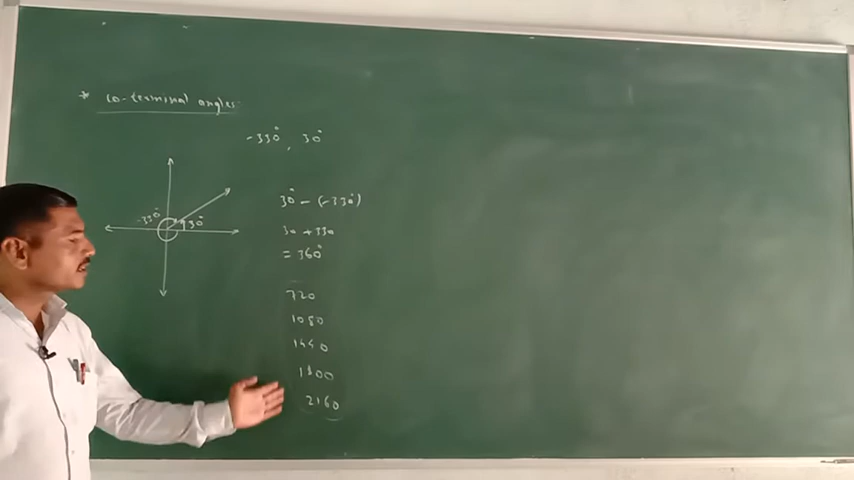 * co-terminal angles
-330°, 30°
-330° 30°
30° - (-330°)
30 + 330
= 360°
720
1080
1440
1800
2160